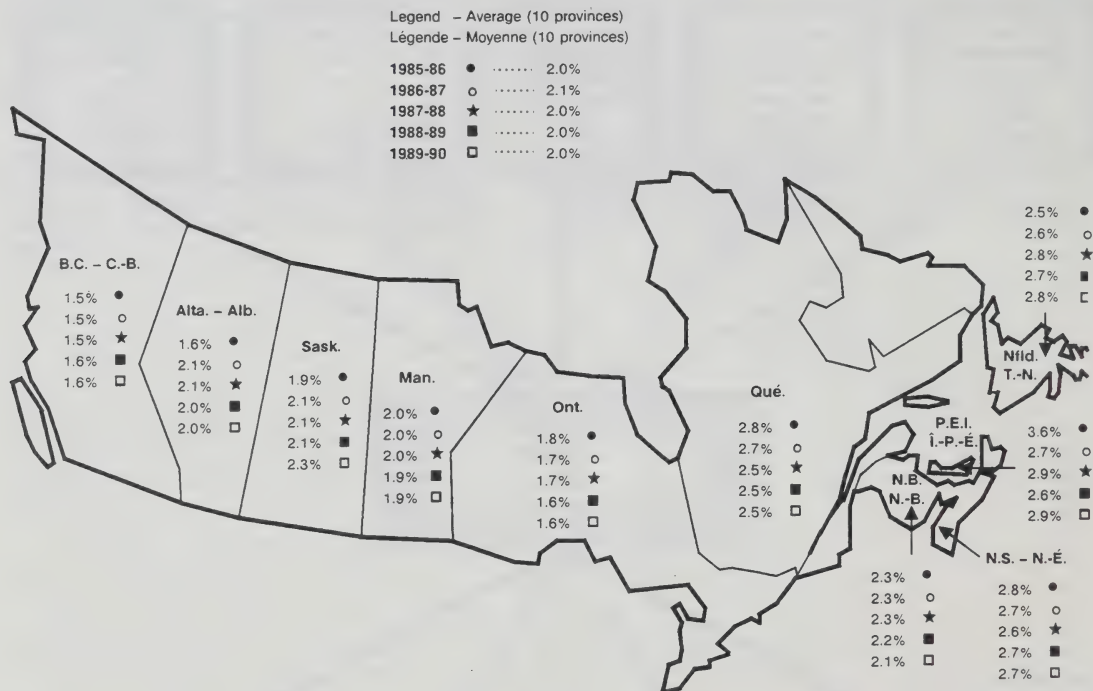 Legend – Average (10 provinces)
Légende – Moyenne (10 provinces)
1985-86 ● ······ 2.0%
1986-87 ○ ······ 2.1%
1987-88 ★ ······ 2.0%
1988-89 ■ ······ 2.0%
1989-90 □ ······ 2.0%
B.C. – C.-B.
1.5% ●
1.5% ○
1.5% ★
1.6% ■
1.6% □
Alta. – Alb.
1.6% ●
2.1% ○
2.1% ★
2.0% ■
2.0% □
Sask.
1.9% ●
2.1% ○
2.1% ★
2.1% ■
2.3% □
Man.
2.0% ●
2.0% ○
2.0% ★
1.9% ■
1.9% □
Ont.
1.8% ●
1.7% ○
1.7% ★
1.6% ■
1.6% □
Qué.
2.8% ●
2.7% ○
2.5% ★
2.5% ■
2.5% □
2.5% ●
2.6% ○
2.8% ★
2.7% ■
2.8% □
Nfld.
T.-N.
P.E.I.
Î.-P.-É.
3.6% ●
2.7% ○
2.9% ★
2.6% ■
2.9% □
N.B.
N.-B.
2.3% ●
2.3% ○
2.3% ★
2.2% ■
2.1% □
N.S. – N.-É.
2.8% ●
2.7% ○
2.6% ★
2.7% ■
2.7% □